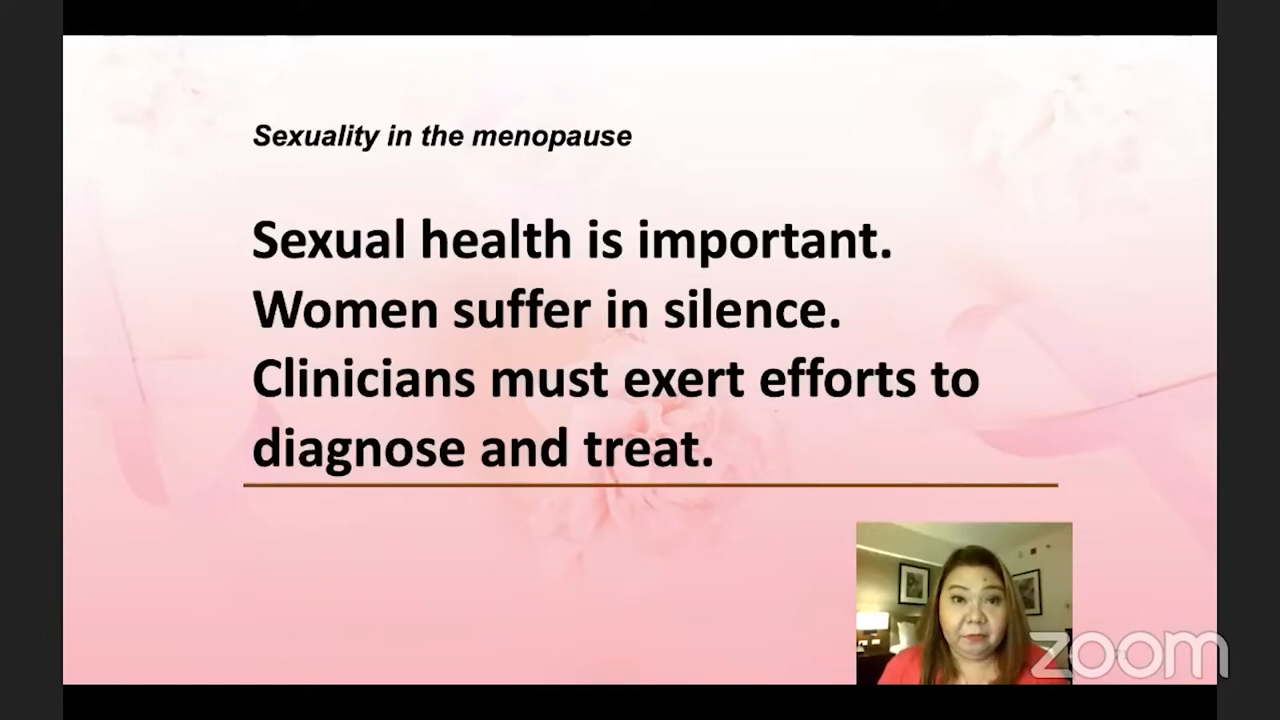 Sexuality in the menopause
Sexual health is important.
Women suffer in silence.
Clinicians must exert efforts to
diagnose and treat.
zoom